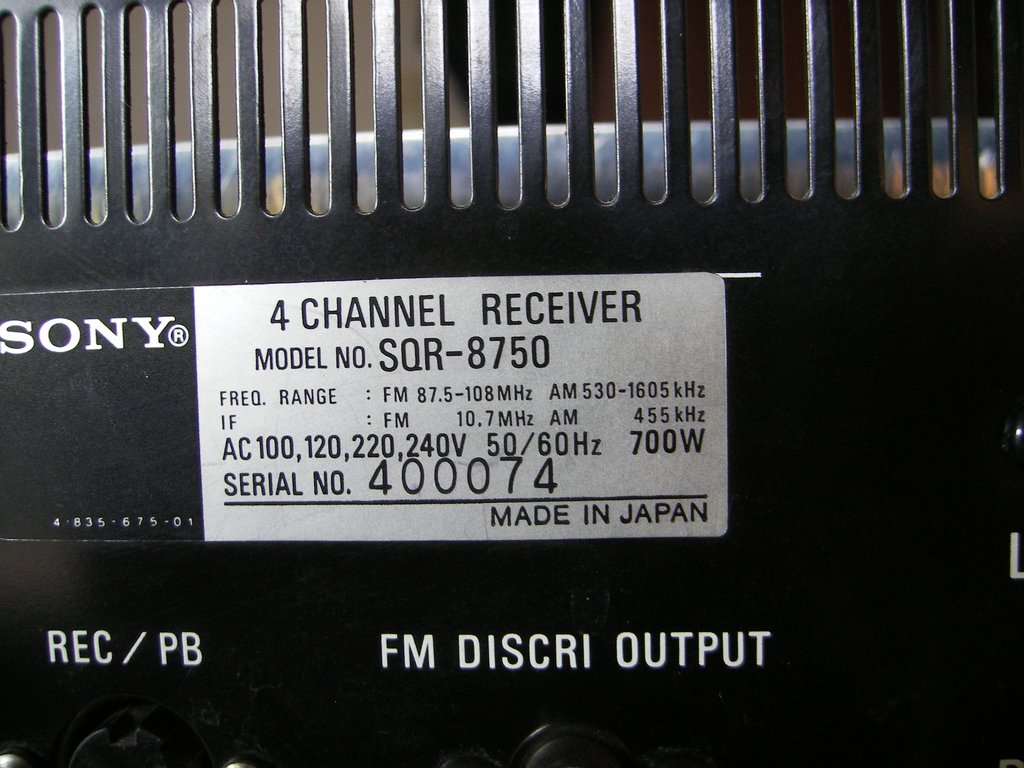 SONY®
4 CHANNEL RECEIVER
MODEL NO. SQR-8750
FREQ. RANGE : FM 87.5-108MHz AM 530-1605kHz
IF : FM 10.7MHz AM 455kHz
AC 100,120,220,240V 50/60Hz 700W
SERIAL NO. 400074
4-835-675-01
MADE IN JAPAN
REC / PB
FM DISCRI OUTPUT